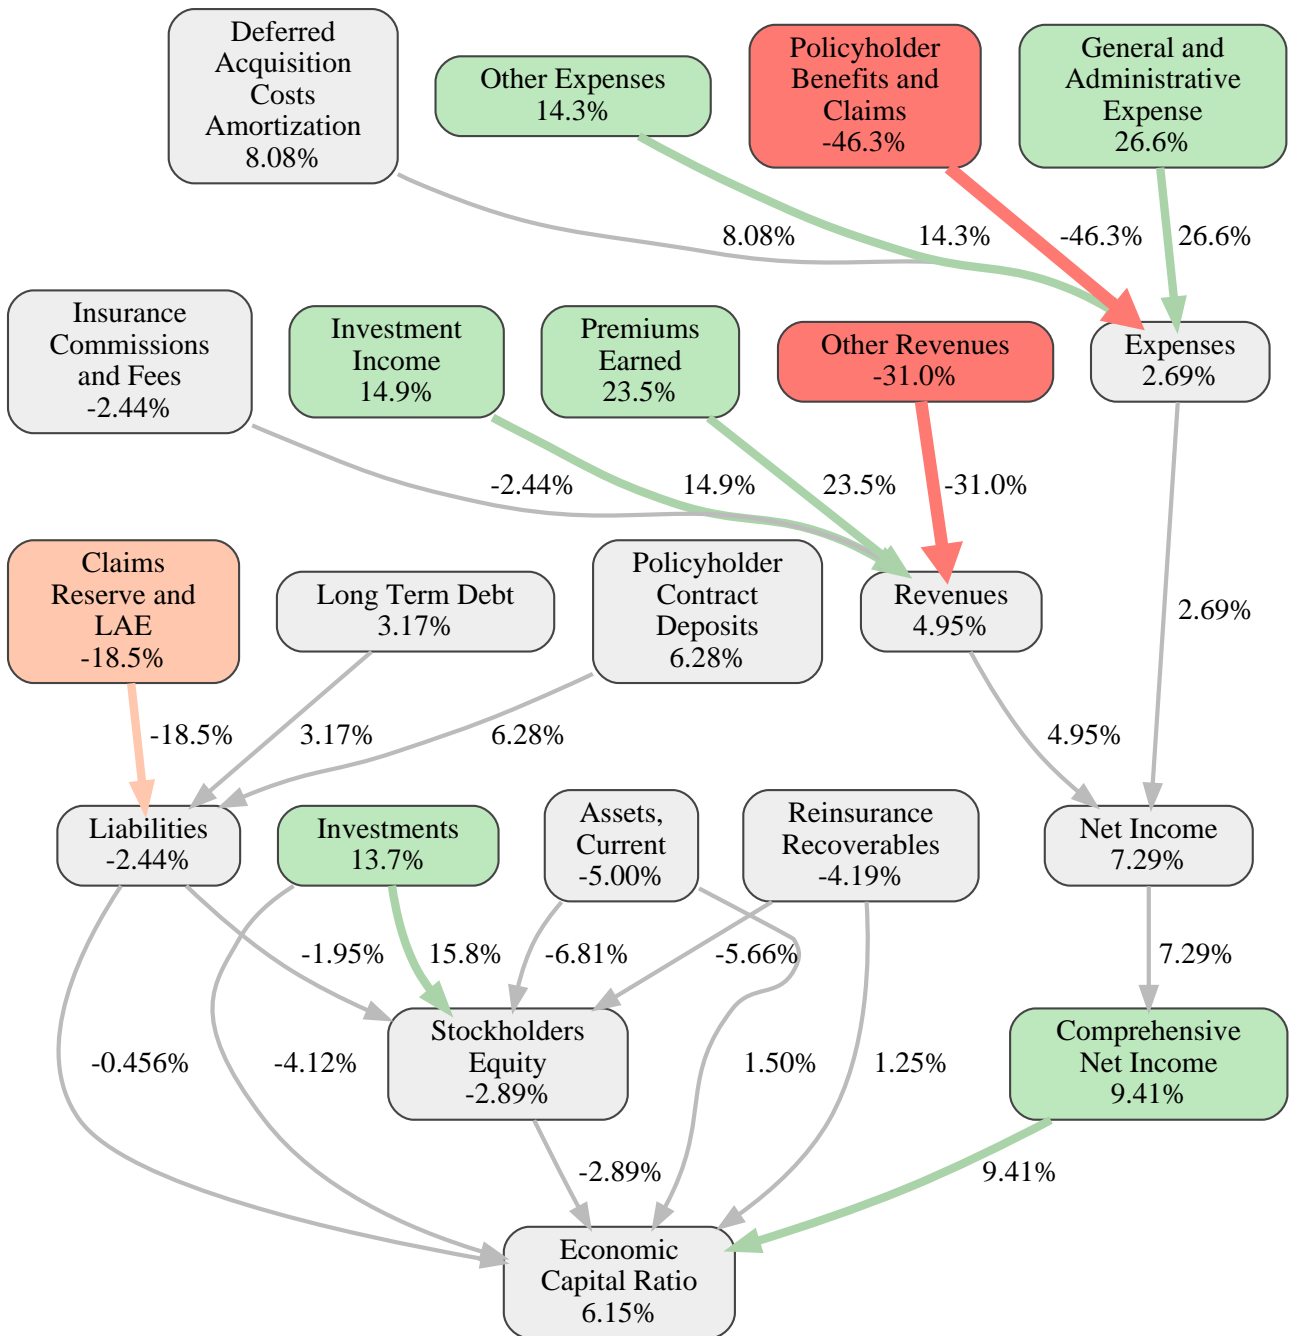 Deferred
Acquisition
Costs
Amortization
8.08%
Other Expenses
14.3%
Policyholder
Benefits and
Claims
-46.3%
General and
Administrative
Expense
26.6%
8.08%
14.3%
-46.3%
26.6%
Insurance
Commissions
and Fees
-2.44%
Investment
Income
14.9%
Premiums
Earned
23.5%
Other Revenues
-31.0%
Expenses
2.69%
-2.44%
14.9%
23.5%
-31.0%
Claims
Reserve and
LAE
-18.5%
Long Term Debt
3.17%
Policyholder
Contract
Deposits
6.28%
Revenues
4.95%
2.69%
-18.5%
3.17%
6.28%
4.95%
Liabilities
-2.44%
Investments
13.7%
Assets,
Current
-5.00%
Reinsurance
Recoverables
-4.19%
Net Income
7.29%
-1.95%
15.8%
-6.81%
-5.66%
7.29%
Stockholders
Equity
-2.89%
Comprehensive
Net Income
9.41%
-0.456%
-4.12%
1.50%
1.25%
-2.89%
9.41%
Economic
Capital Ratio
6.15%